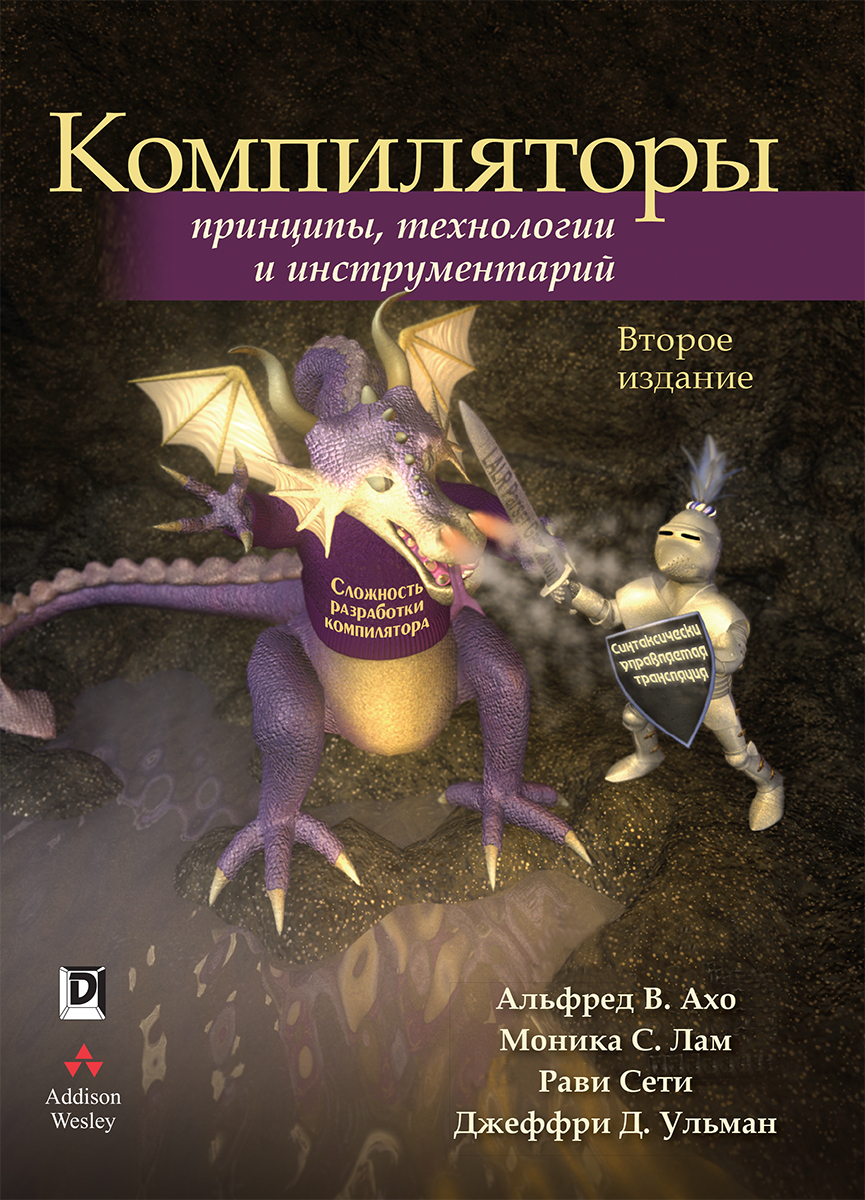 Компиляторы
принципы, технологии
и инструментарий
Второе
издание
Сложность
разработки
компилятора
Синтаксически
управляемая
трансляция
D
Addison
Wesley
Альфред В. Ахо
Моника С. Лам
Рави Сети
Джеффри Д. Ульман